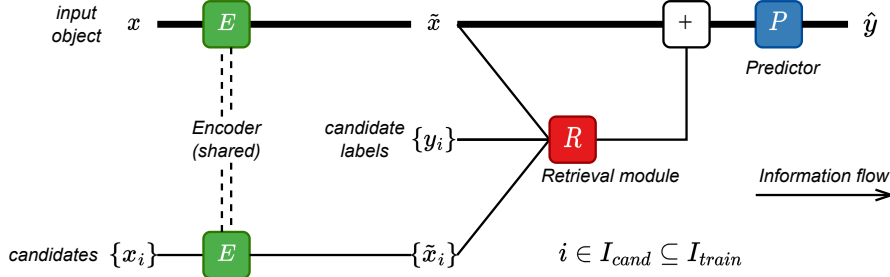 input
object
x
E
x̃
+
P
ŷ
Predictor
Encoder
(shared)
candidate
labels
{y_i}
R
Retrieval module
Information flow
candidates
{x_i}
E
{x̃_i}
i ∈ I_cand ⊆ I_train